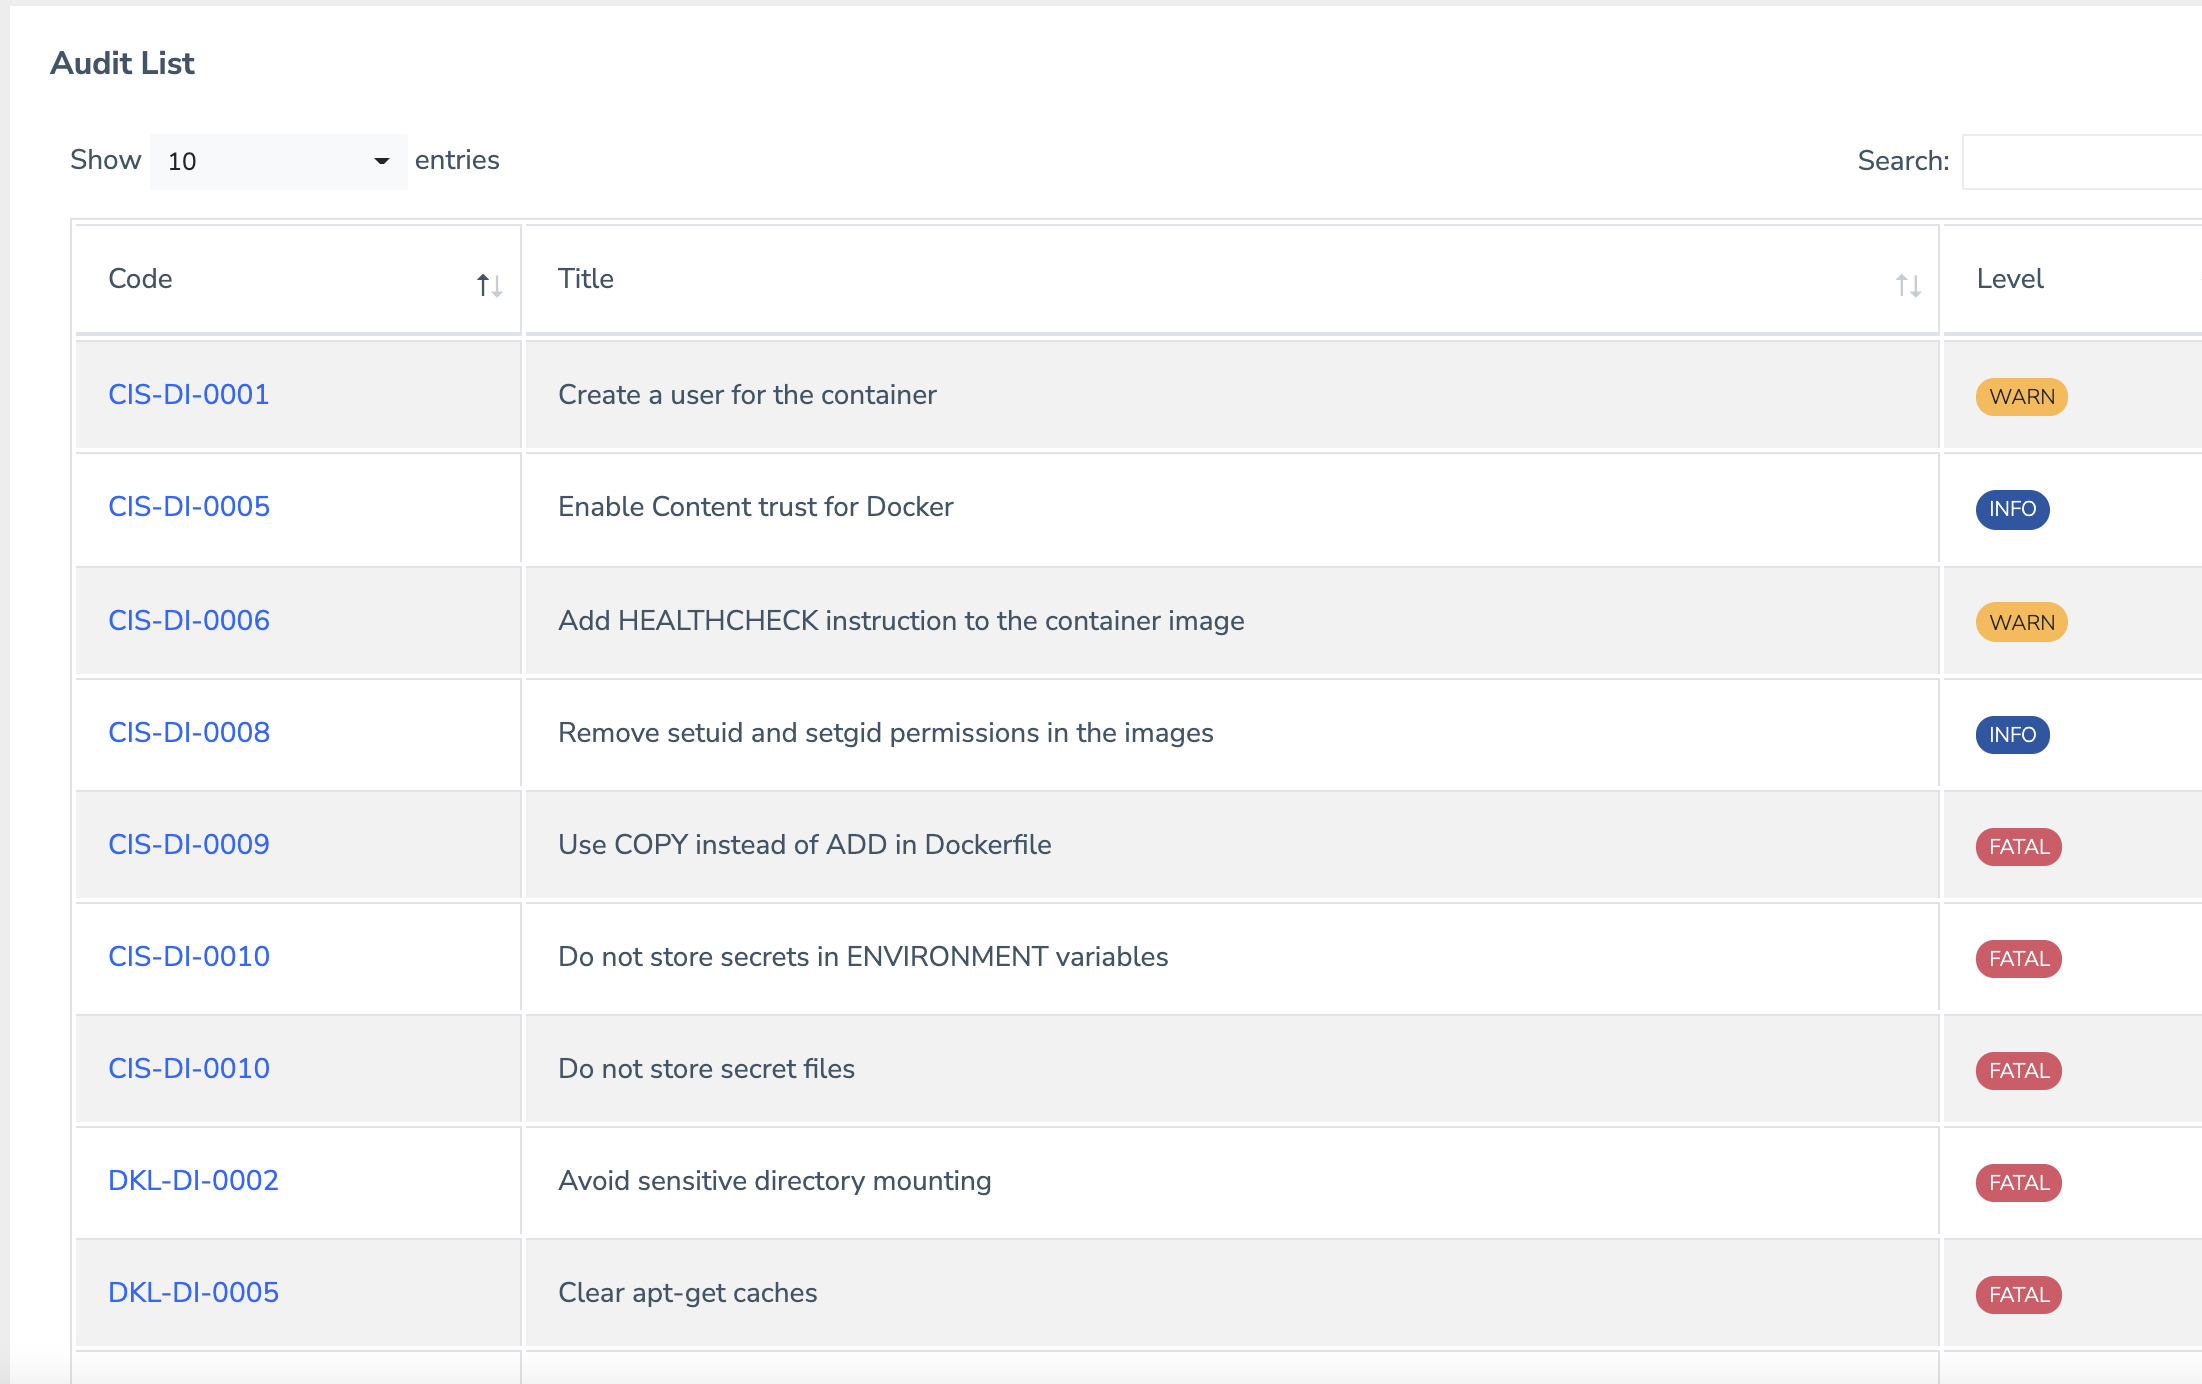 Audit List
Show 10 entries Search:
Code Title Level
CIS-DI-0001 Create a user for the container WARN
CIS-DI-0005 Enable Content trust for Docker INFO
CIS-DI-0006 Add HEALTHCHECK instruction to the container image WARN
CIS-DI-0008 Remove setuid and setgid permissions in the images INFO
CIS-DI-0009 Use COPY instead of ADD in Dockerfile FATAL
CIS-DI-0010 Do not store secrets in ENVIRONMENT variables FATAL
CIS-DI-0010 Do not store secret files FATAL
DKL-DI-0002 Avoid sensitive directory mounting FATAL
DKL-DI-0005 Clear apt-get caches FATAL